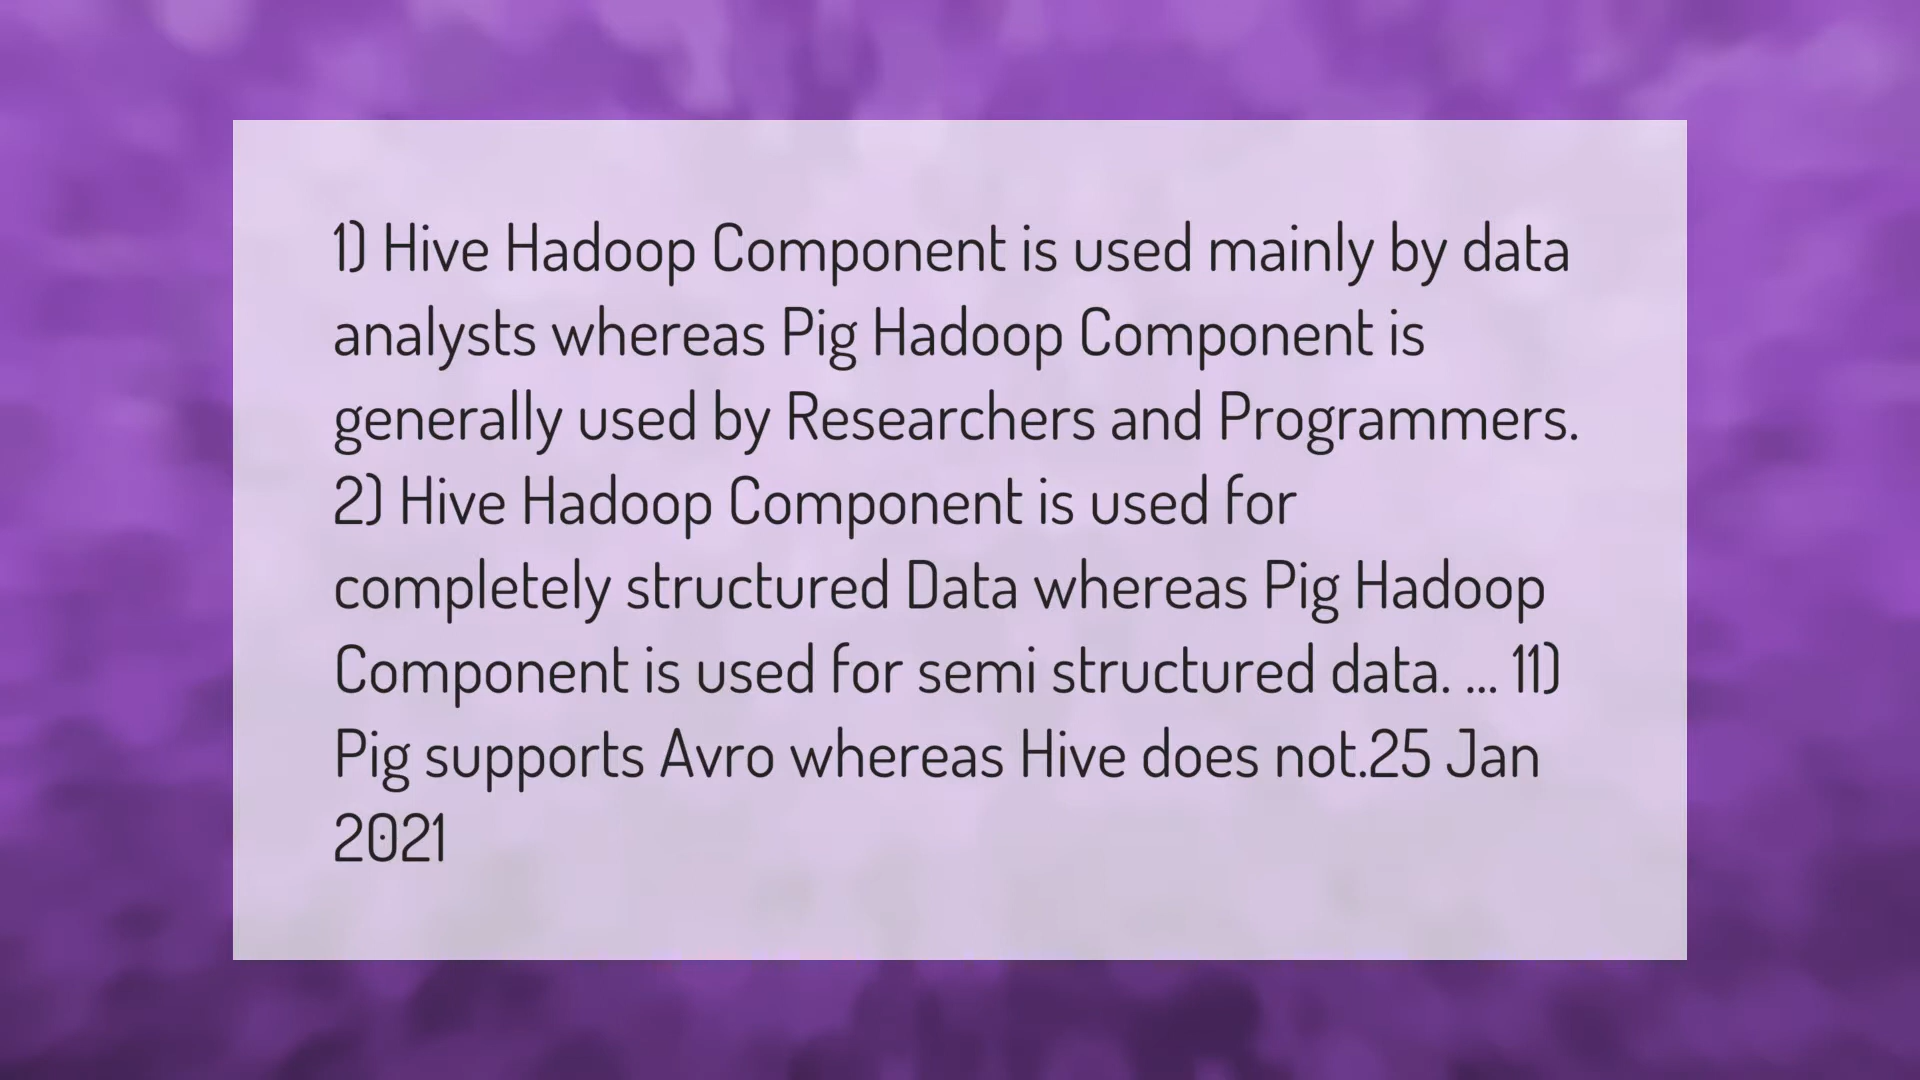 1) Hive Hadoop Component is used mainly by data
analysts whereas Pig Hadoop Component is
generally used by Researchers and Programmers.
2) Hive Hadoop Component is used for
completely structured Data whereas Pig Hadoop
Component is used for semi structured data. ... 11)
Pig supports Avro whereas Hive does not.25 Jan
2021